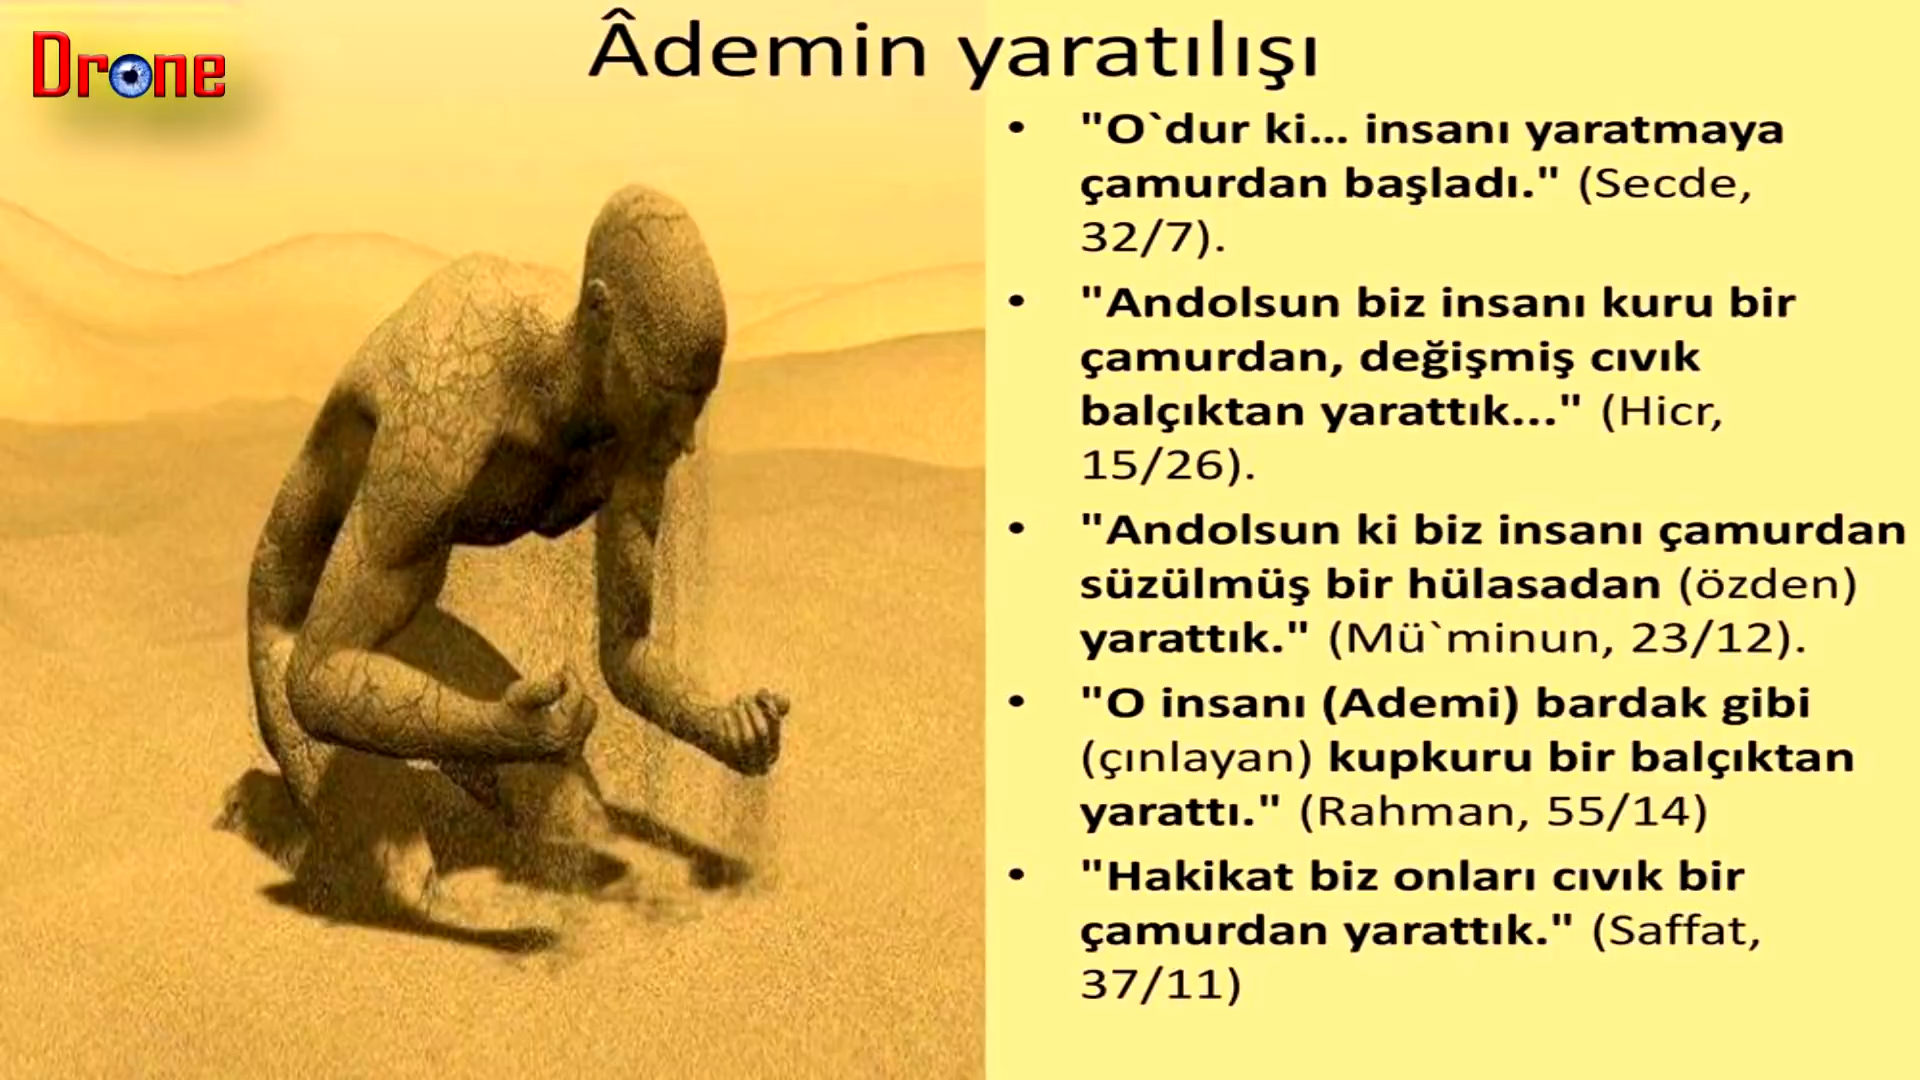 Drone
Âdemin yaratılışı
• "O`dur ki... insanı yaratmaya
çamurdan başladı." (Secde,
32/7).
• "Andolsun biz insanı kuru bir
çamurdan, değişmiş cıvık
balçıktan yarattık..." (Hicr,
15/26).
• "Andolsun ki biz insanı çamurdan
süzülmüş bir hülasadan (özden)
yarattık." (Mü`minun, 23/12).
• "O insanı (Ademi) bardak gibi
(çınlayan) kupkuru bir balçıktan
yarattı." (Rahman, 55/14)
• "Hakikat biz onları cıvık bir
çamurdan yarattık." (Saffat,
37/11)